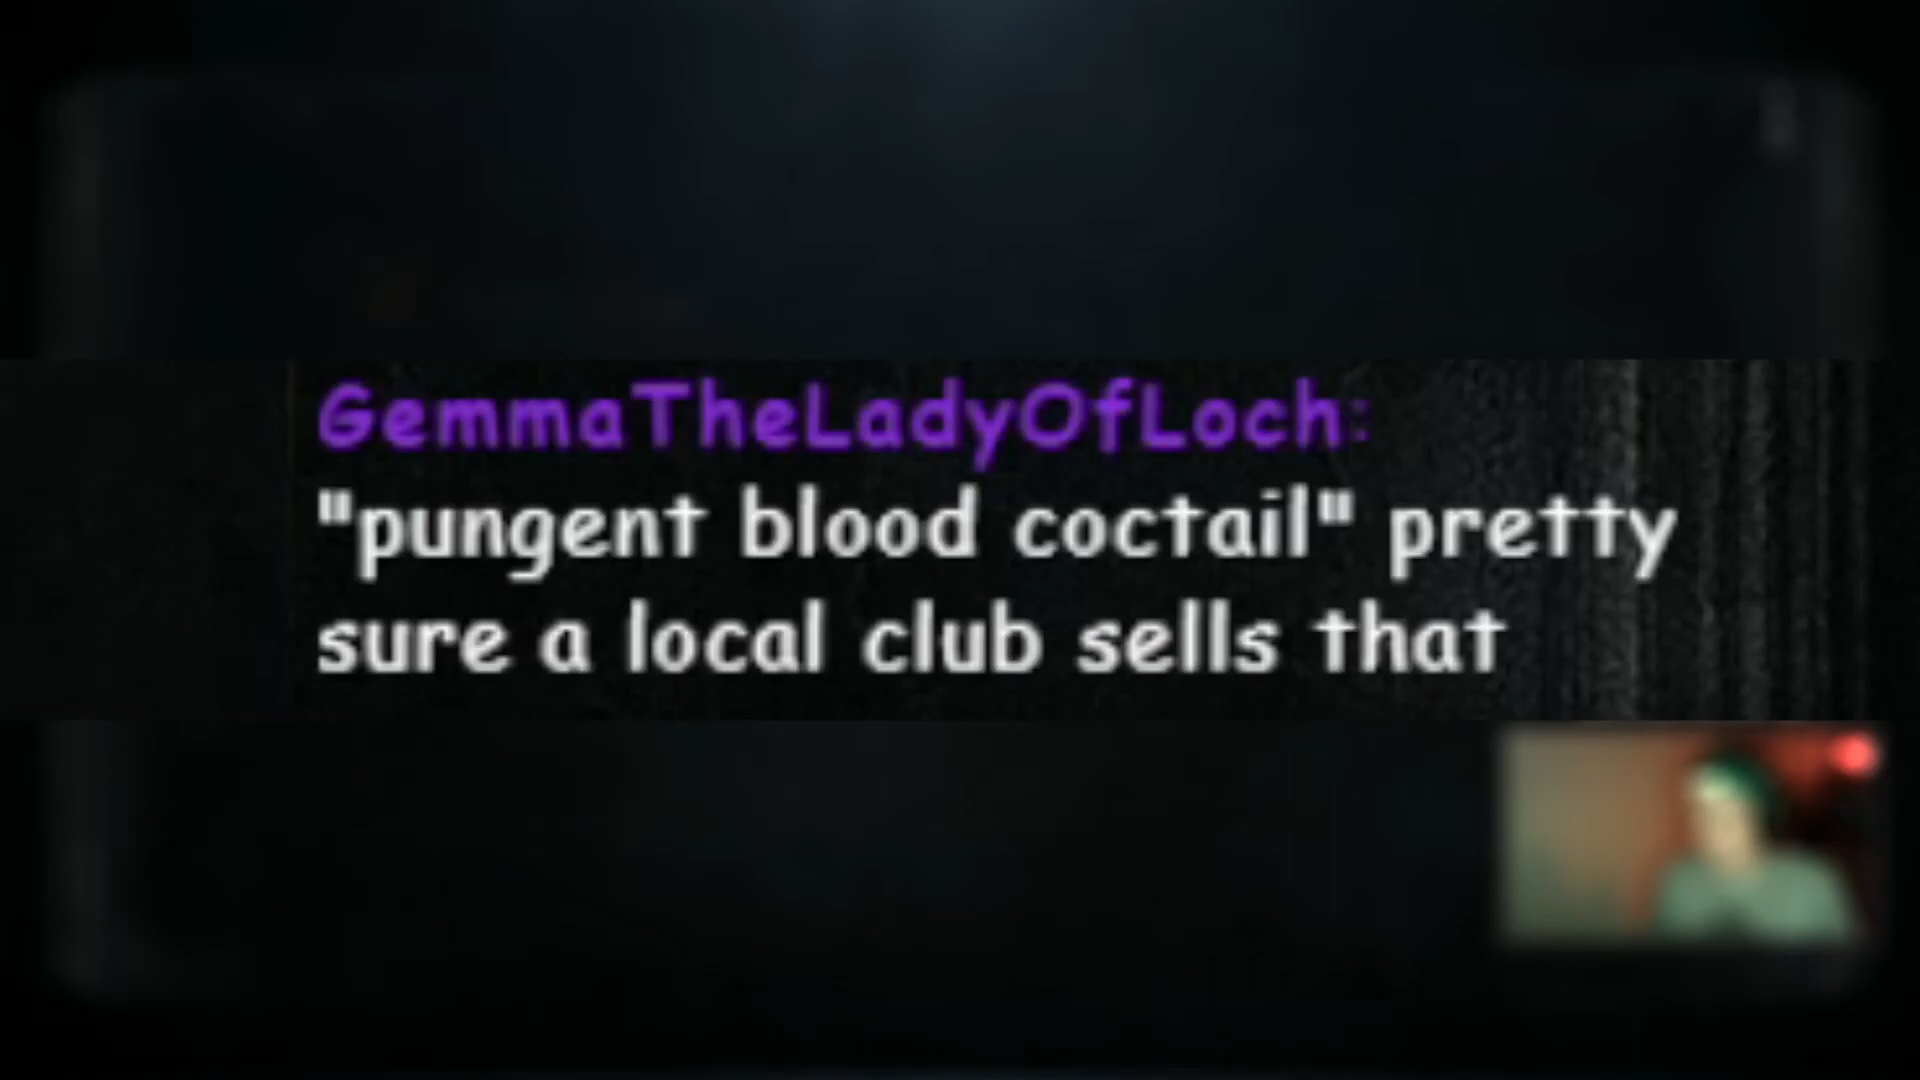 GemmaTheLadyOfLoch:
"pungent blood coctail" pretty
sure a local club sells that